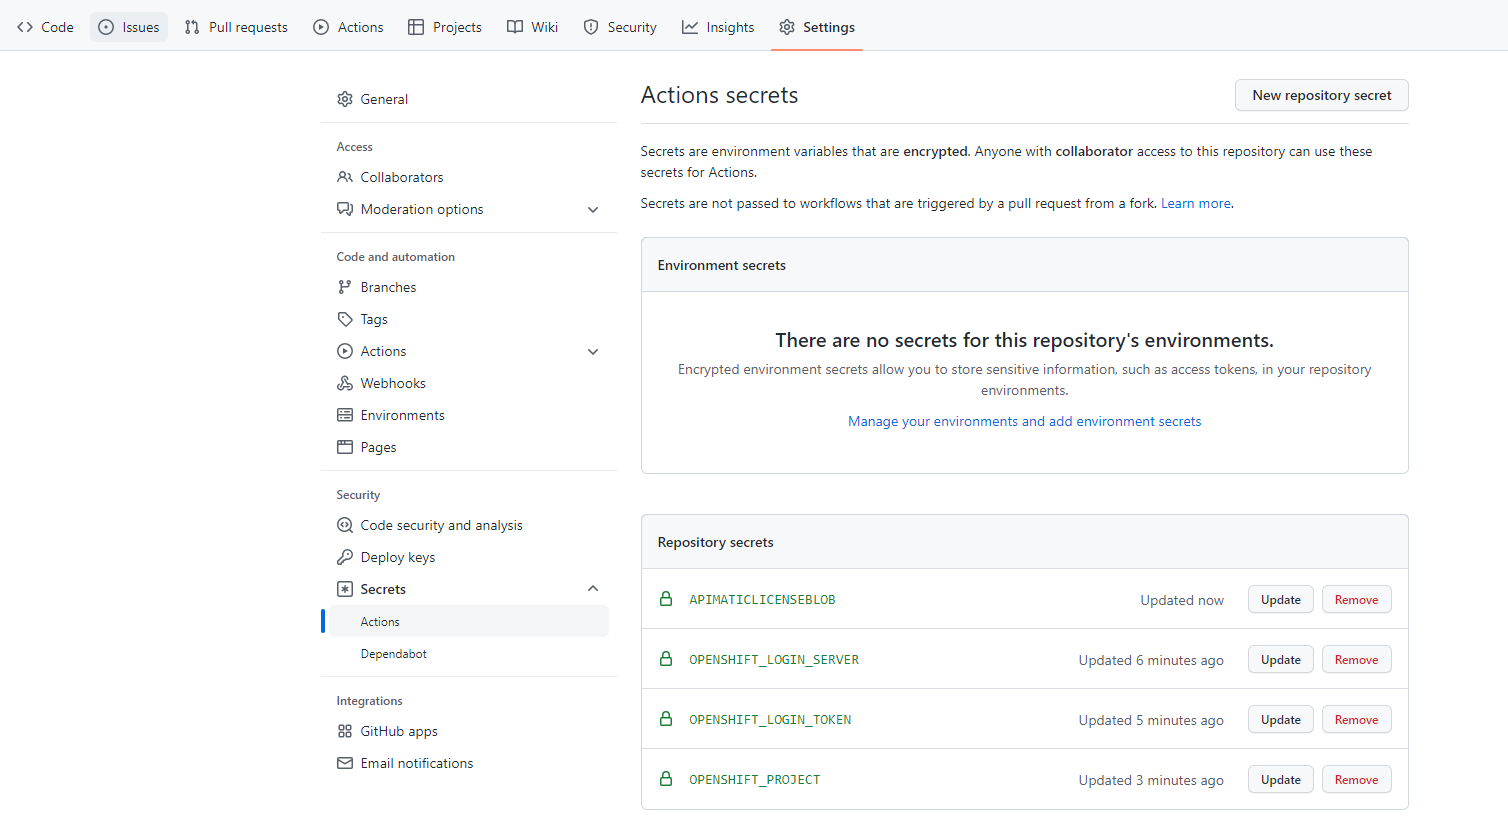 Code Issues Pull requests Actions Projects Wiki Security Insights Settings
General
Access
Collaborators
Moderation options
Code and automation
Branches
Tags
Actions
Webhooks
Environments
Pages
Security
Code security and analysis
Deploy keys
Secrets
Actions
Dependabot
Integrations
GitHub apps
Email notifications
Actions secrets
New repository secret
Secrets are environment variables that are encrypted. Anyone with collaborator access to this repository can use these
secrets for Actions.
Secrets are not passed to workflows that are triggered by a pull request from a fork. Learn more.
Environment secrets
There are no secrets for this repository's environments.
Encrypted environment secrets allow you to store sensitive information, such as access tokens, in your repository
environments.
Manage your environments and add environment secrets
Repository secrets
APIMATICLICENSEBLOB Updated now Update Remove
OPENSHIFT_LOGIN_SERVER Updated 6 minutes ago Update Remove
OPENSHIFT_LOGIN_TOKEN Updated 5 minutes ago Update Remove
OPENSHIFT_PROJECT Updated 3 minutes ago Update Remove